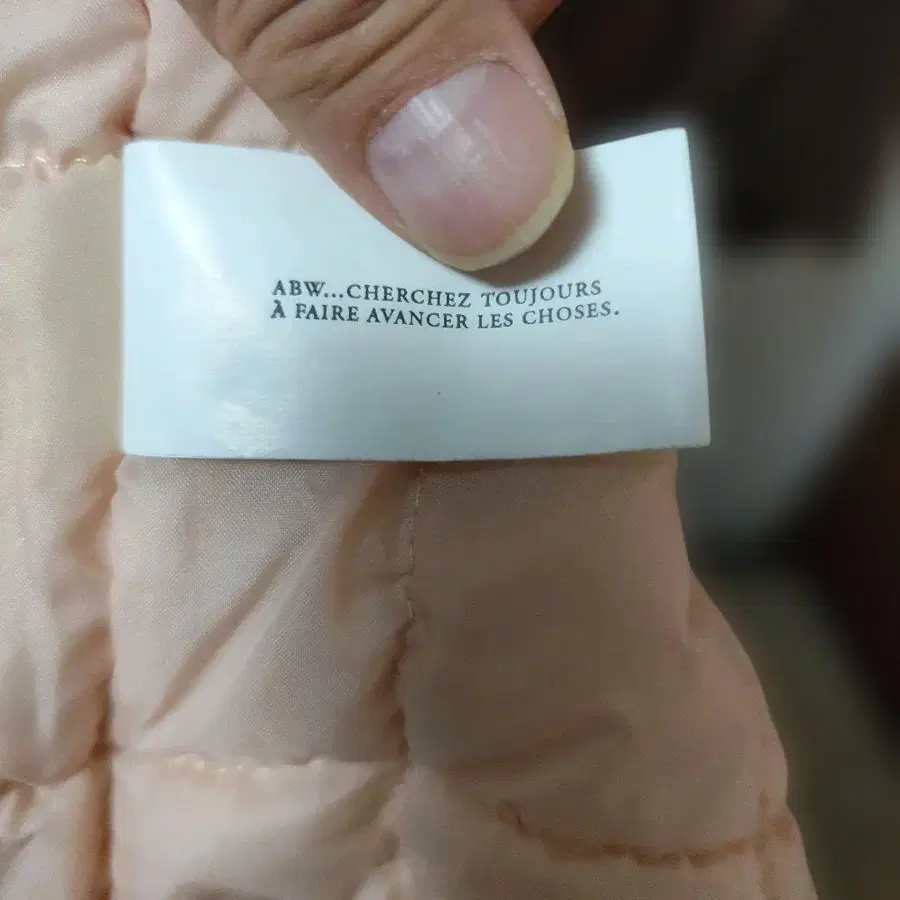 ABW...CHERCHEZ TOUJOURS
À FAIRE AVANCER LES CHOSES.